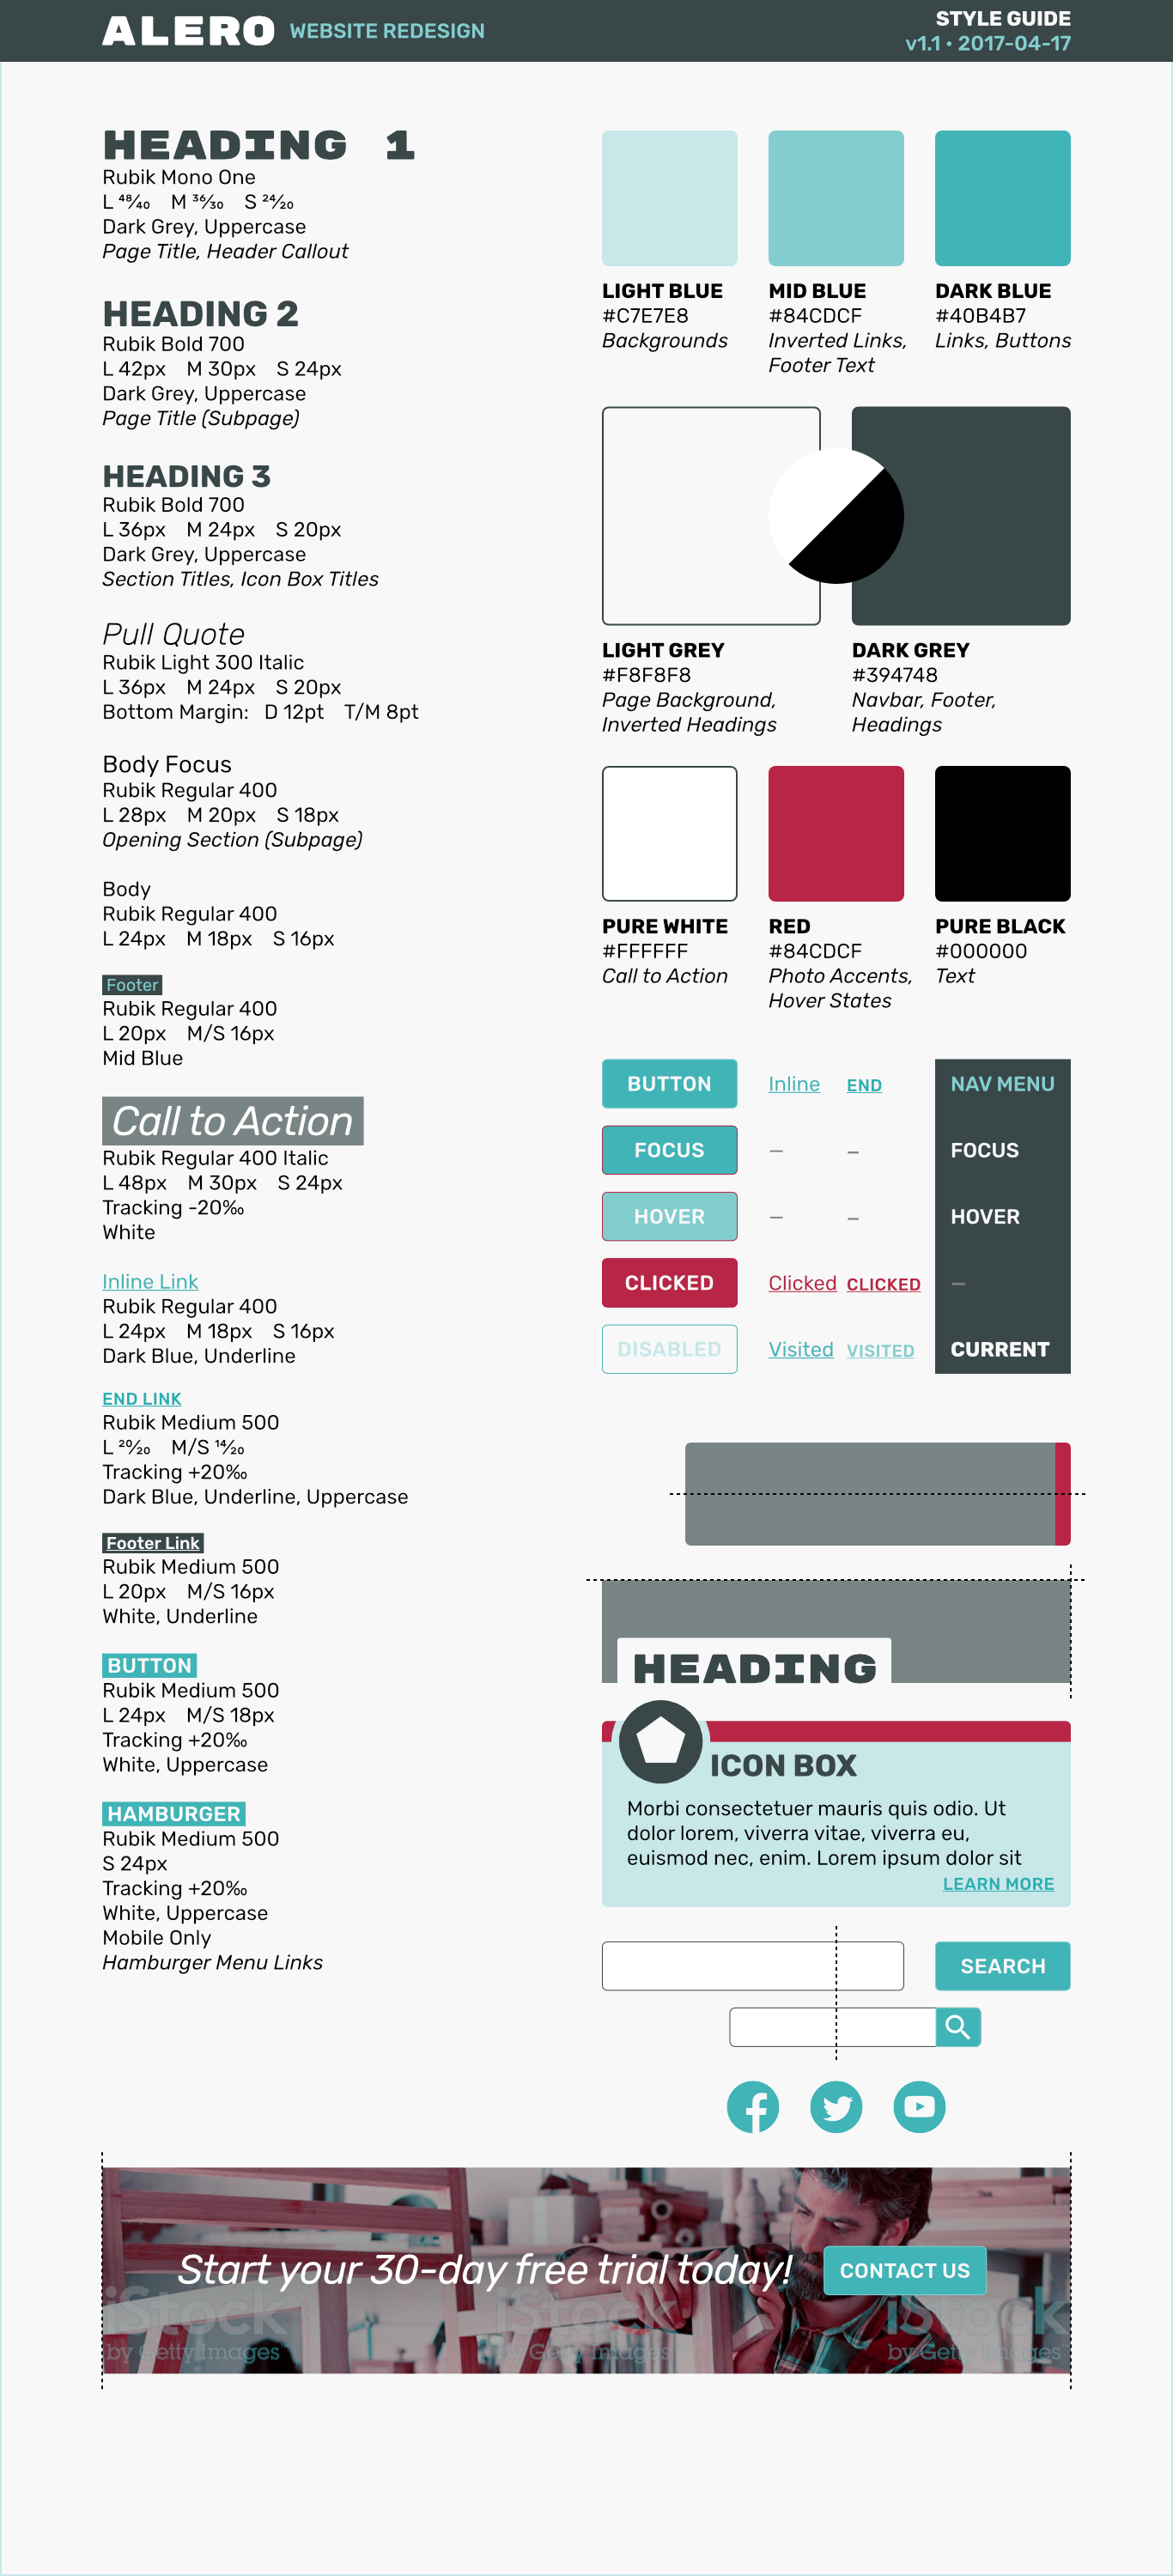 ALERO WEBSITE REDESIGN
STYLE GUIDE
v1.1 • 2017-04-17
HEADING 1
Rubik Mono One
L 48/40 M 36/30 S 24/20
Dark Grey, Uppercase
Page Title, Header Callout
HEADING 2
Rubik Bold 700
L 42px M 30px S 24px
Dark Grey, Uppercase
Page Title (Subpage)
HEADING 3
Rubik Bold 700
L 36px M 24px S 20px
Dark Grey, Uppercase
Section Titles, Icon Box Titles
Pull Quote
Rubik Light 300 Italic
L 36px M 24px S 20px
Bottom Margin: D 12pt T/M 8pt
Body Focus
Rubik Regular 400
L 28px M 20px S 18px
Opening Section (Subpage)
Body
Rubik Regular 400
L 24px M 18px S 16px
Footer
Rubik Regular 400
L 20px M/S 16px
Mid Blue
Call to Action
Rubik Regular 400 Italic
L 48px M 30px S 24px
Tracking -20‰
White
Inline Link
Rubik Regular 400
L 24px M 18px S 16px
Dark Blue, Underline
END LINK
Rubik Medium 500
L 20/20 M/S 14/20
Tracking +20‰
Dark Blue, Underline, Uppercase
Footer Link
Rubik Medium 500
L 20px M/S 16px
White, Underline
BUTTON
Rubik Medium 500
L 24px M/S 18px
Tracking +20‰
White, Uppercase
HAMBURGER
Rubik Medium 500
S 24px
Tracking +20‰
White, Uppercase
Mobile Only
Hamburger Menu Links
LIGHT BLUE
#C7E7E8
Backgrounds
MID BLUE
#84CDCF
Inverted Links,
Footer Text
DARK BLUE
#40B4B7
Links, Buttons
LIGHT GREY
#F8F8F8
Page Background,
Inverted Headings
DARK GREY
#394748
Navbar, Footer,
Headings
PURE WHITE
#FFFFFF
Call to Action
RED
#84CDCF
Photo Accents,
Hover States
PURE BLACK
#000000
Text
BUTTON Inline END NAV MENU
FOCUS – – FOCUS
HOVER – – HOVER
CLICKED Clicked CLICKED –
DISABLED Visited VISITED CURRENT
HEADING
ICON BOX
Morbi consectetuer mauris quis odio. Ut
dolor lorem, viverra vitae, viverra eu,
euismod nec, enim. Lorem ipsum dolor sit
LEARN MORE
SEARCH
Start your 30-day free trial today! CONTACT US
iStock iStock iStock
by Getty Images by Getty Images by Getty Images